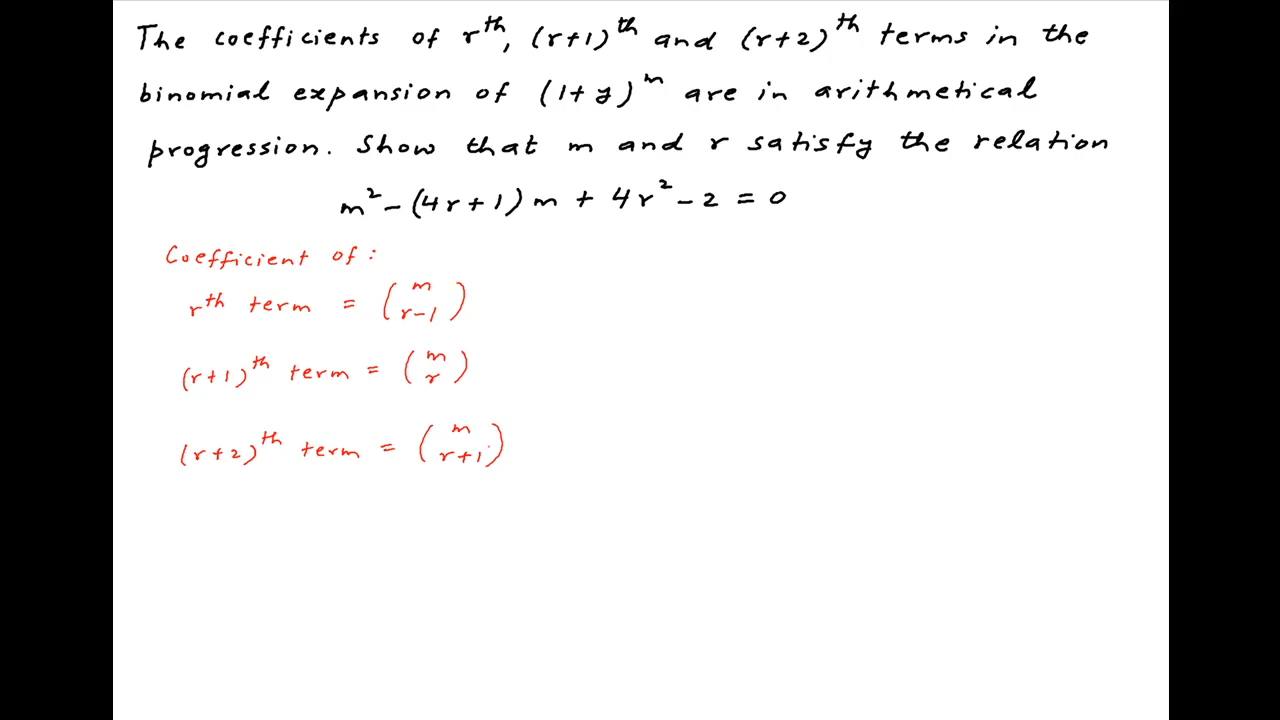 The coefficients of rᵗʰ, (r+1)ᵗʰ and (r+2)ᵗʰ terms in the
binomial expansion of (1+y)ᵐ are in arithmetical
progression. Show that m and r satisfy the relation
m² - (4r+1)m + 4r² - 2 = 0
Coefficient of :
rᵗʰ term = (m r-1)
(r+1)ᵗʰ term = (m r)
(r+2)ᵗʰ term = (m r+1)